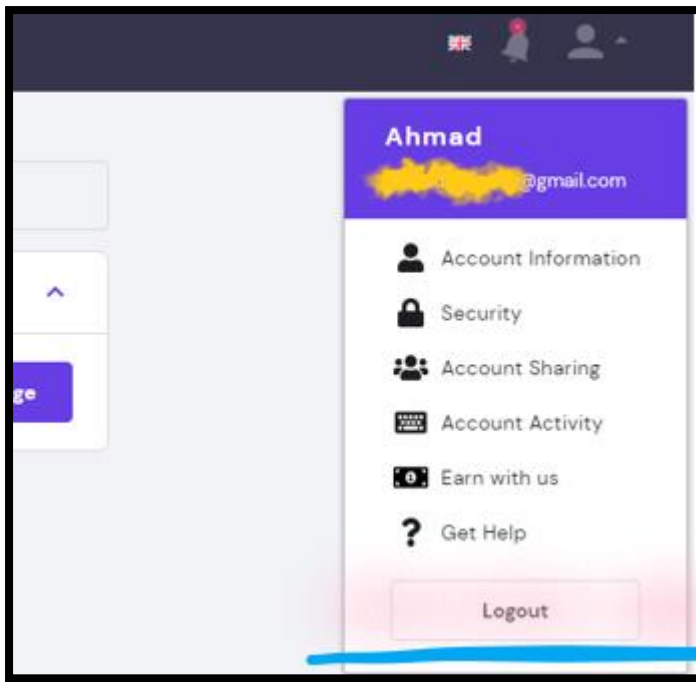 Ahmad
@gmail.com
Account Information
Security
ge
Account Sharing
Account Activity
Earn with us
Get Help
Logout